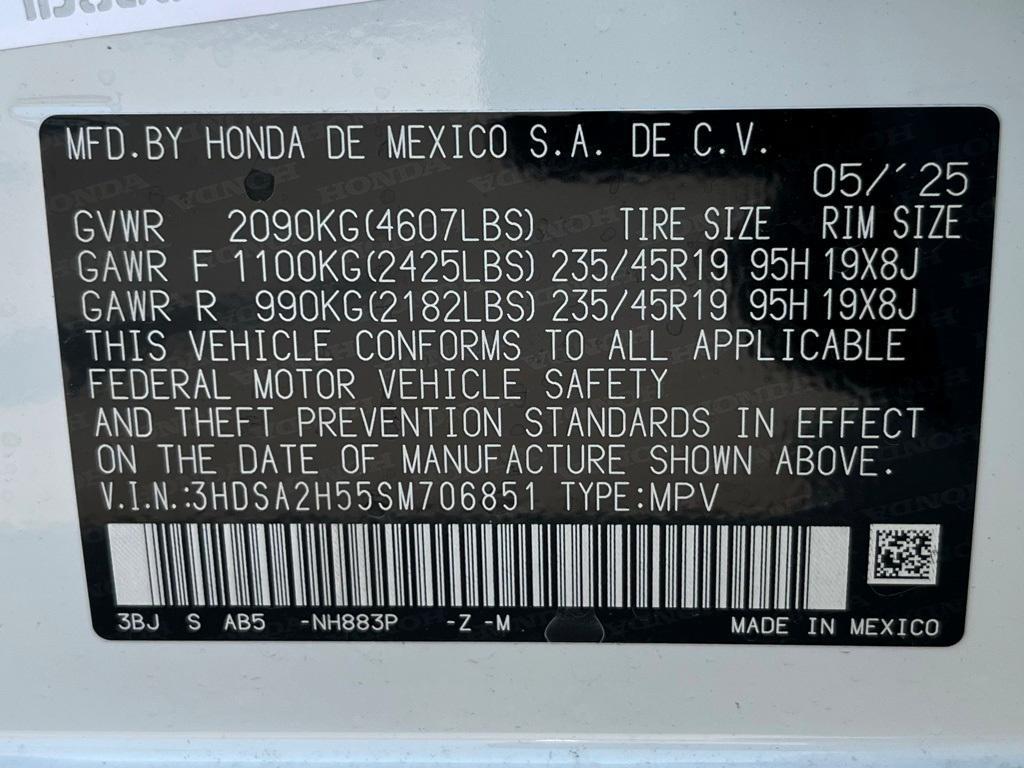 MFD.BY HONDA DE MEXICO S.A. DE C.V.
05/´25
GVWR 2090KG(4607LBS) TIRE SIZE RIM SIZE
GAWR F 1100KG(2425LBS) 235/45R19 95H 19X8J
GAWR R 990KG(2182LBS) 235/45R19 95H 19X8J
THIS VEHICLE CONFORMS TO ALL APPLICABLE
FEDERAL MOTOR VEHICLE SAFETY
AND THEFT PREVENTION STANDARDS IN EFFECT
ON THE DATE OF MANUFACTURE SHOWN ABOVE.
V.I.N.:3HDSA2H55SM706851 TYPE:MPV
3BJ S AB5 -NH883P -Z -M MADE IN MEXICO